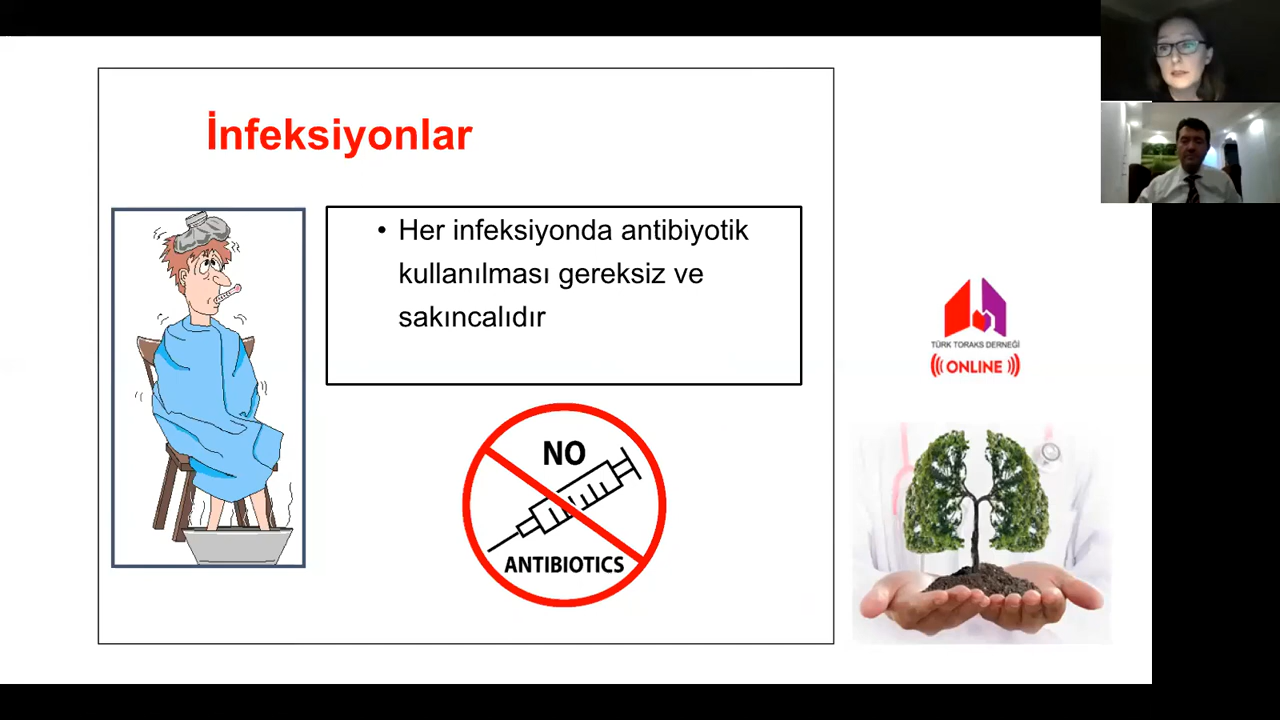 İnfeksiyonlar
• Her infeksiyonda antibiyotik
kullanılması gereksiz ve
sakıncalıdır
NO
ANTIBIOTICS
TÜRK TORAKS DERNEĞİ
ONLINE